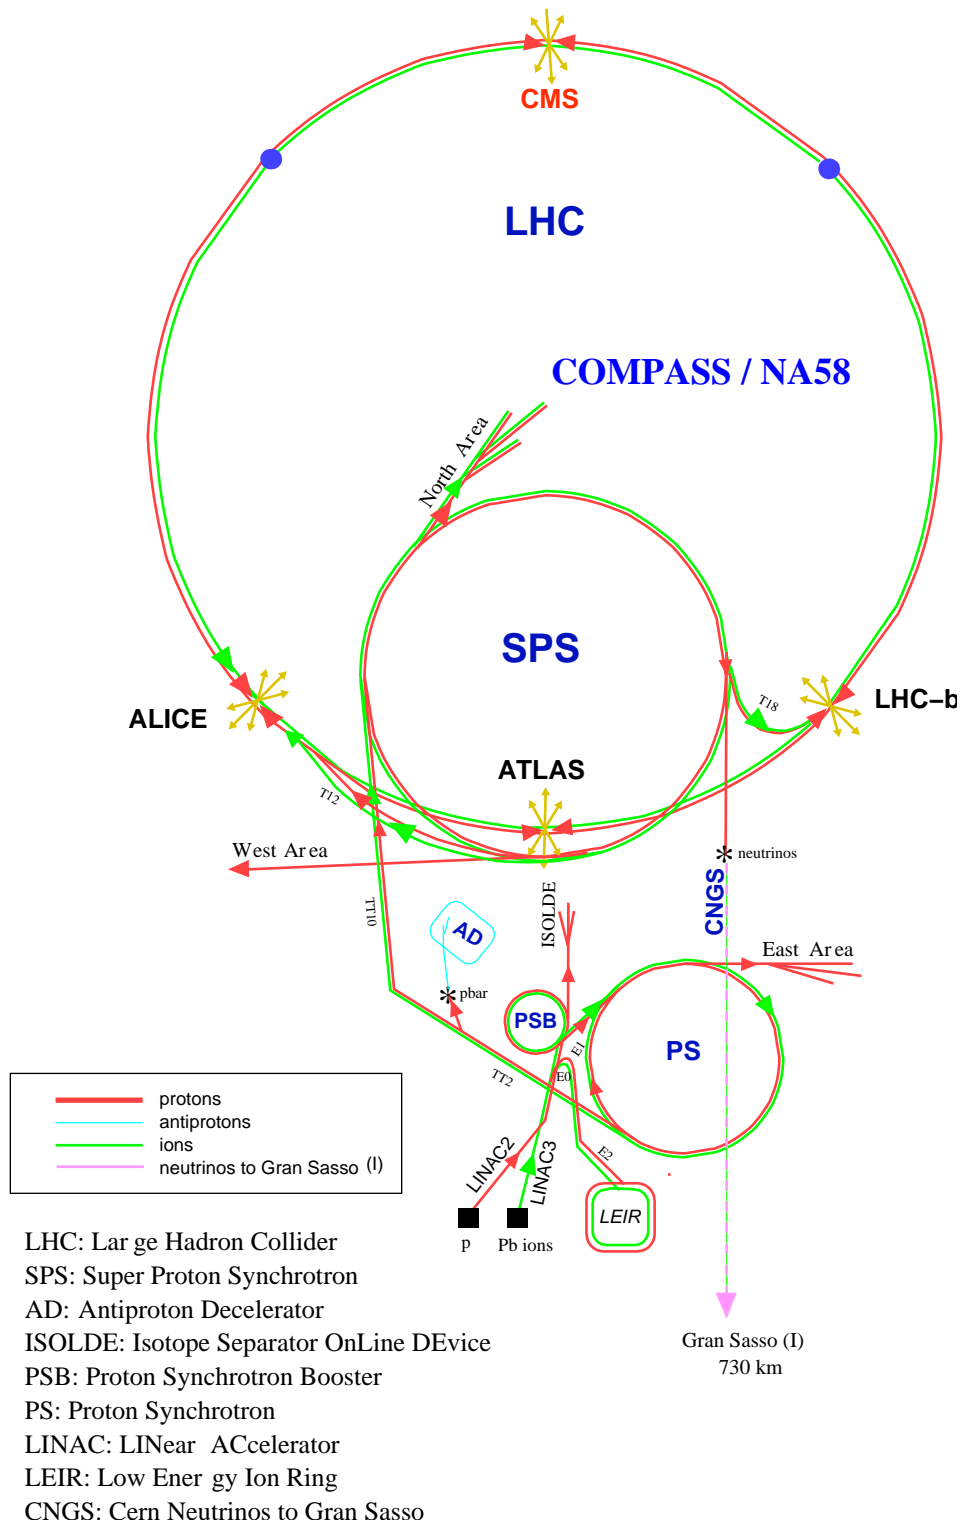 CMS
LHC
COMPASS / NA58
North Area
SPS
T18
LHC–b
ALICE
ATLAS
T12
West Area
neutrinos
CNGS
TT10
AD
ISOLDE
East Area
pbar
PSB
E1
PS
TT2
E0
protons
antiprotons
ions
neutrinos to Gran Sasso (I)
LINAC2
LINAC3
E2
LEIR
p
Pb ions
LHC: Lar ge Hadron Collider
SPS: Super Proton Synchrotron
AD: Antiproton Decelerator
ISOLDE: Isotope Separator OnLine DEvice
PSB: Proton Synchrotron Booster
PS: Proton Synchrotron
LINAC: LINear ACcelerator
LEIR: Low Ener gy Ion Ring
CNGS: Cern Neutrinos to Gran Sasso
Gran Sasso (I)
730 km